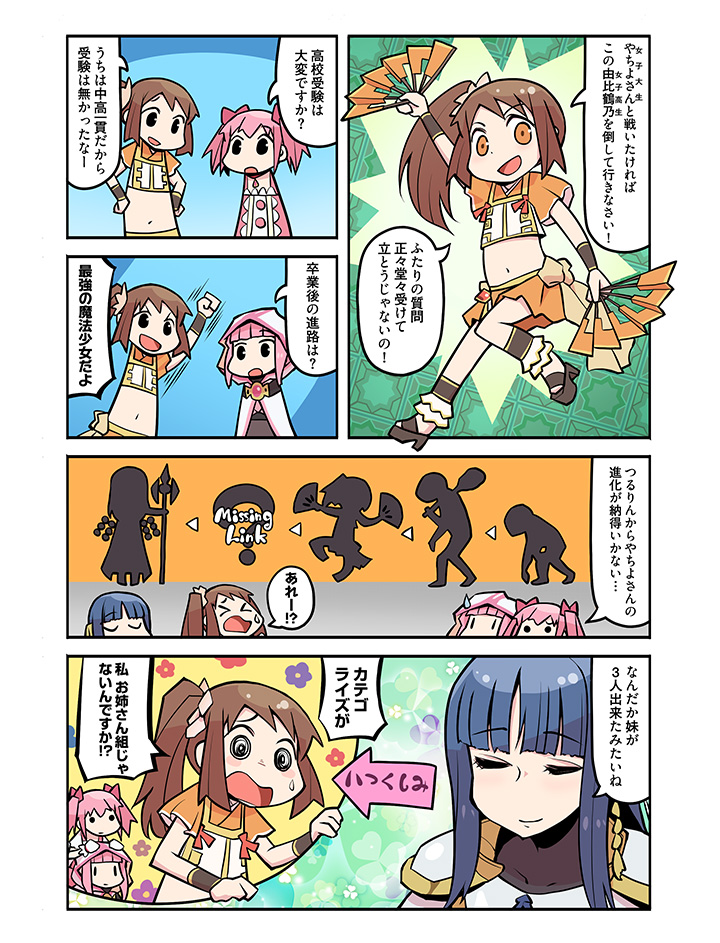 女子大生
やちよさんと戦いたければ
女子高生
この由比鶴乃を倒して行きなさい！
ふたりの質問
正々堂々受けて
立とうじゃないの！
高校受験は
大変ですか？
うちは中高一貫だから
受験は無かったなー
卒業後の進路は？
最強の魔法少女だよ
つるりんからやちよさんの
進化が納得いかない…
Missing
Link
あれー!?
なんだか妹が
3人出来たみたいね
いつくしみ
カテゴ
ライズが
私 お姉さん組じゃ
ないんですか!?